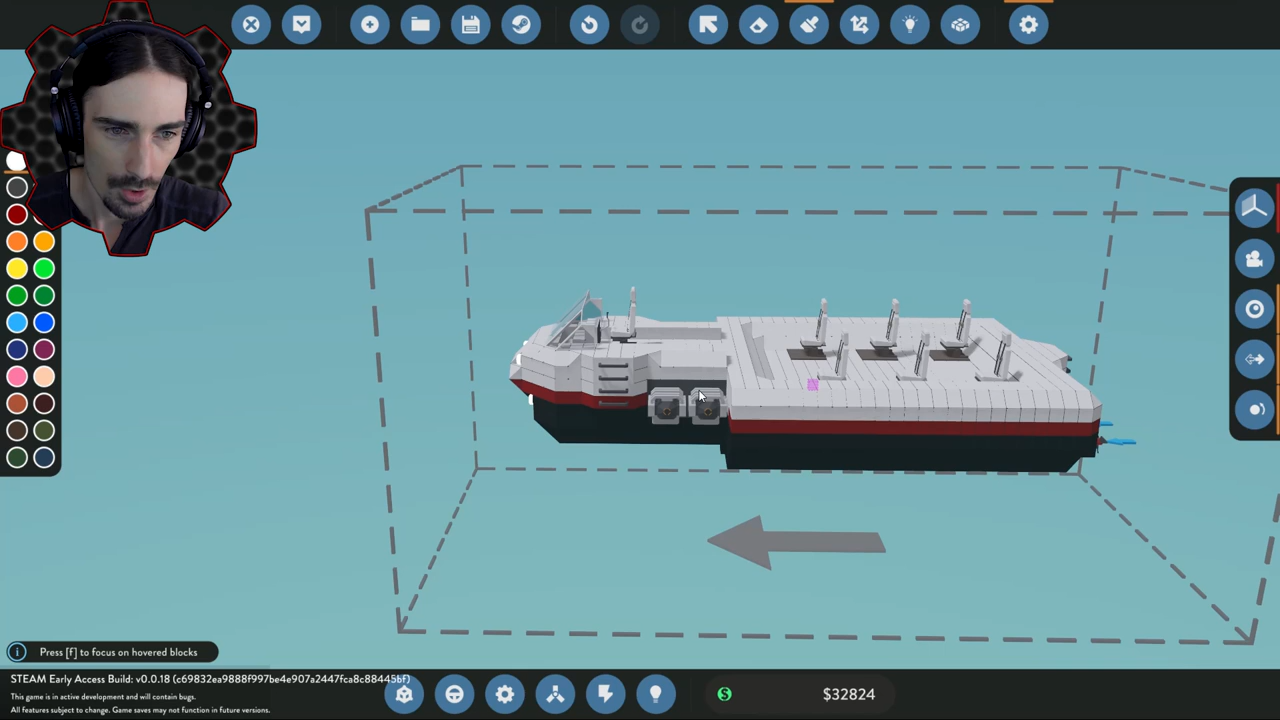 Press [f] to focus on hovered blocks
STEAM Early Access Build: v0.0.18 (c69832ea9888f997be4e907a2447fca8c88445bf)
This game is in active development and will contain bugs.
All features subject to change. Game saves may not function in future versions.
$32824